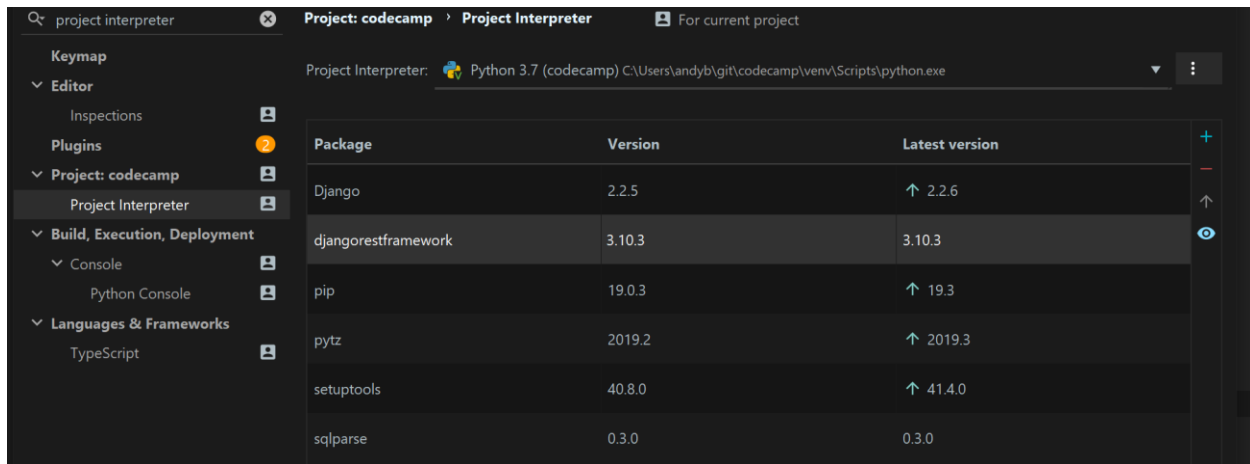 project interpreter
Project: codecamp › Project Interpreter For current project
Keymap
Project Interpreter: Python 3.7 (codecamp) C:\Users\andyb\git\codecamp\venv\Scripts\python.exe
Editor
Inspections
Plugins 2
Project: codecamp
Project Interpreter
Build, Execution, Deployment
Console
Python Console
Languages & Frameworks
TypeScript
Package Version Latest version
Django 2.2.5 ↑ 2.2.6
djangorestframework 3.10.3 3.10.3
pip 19.0.3 ↑ 19.3
pytz 2019.2 ↑ 2019.3
setuptools 40.8.0 ↑ 41.4.0
sqlparse 0.3.0 0.3.0